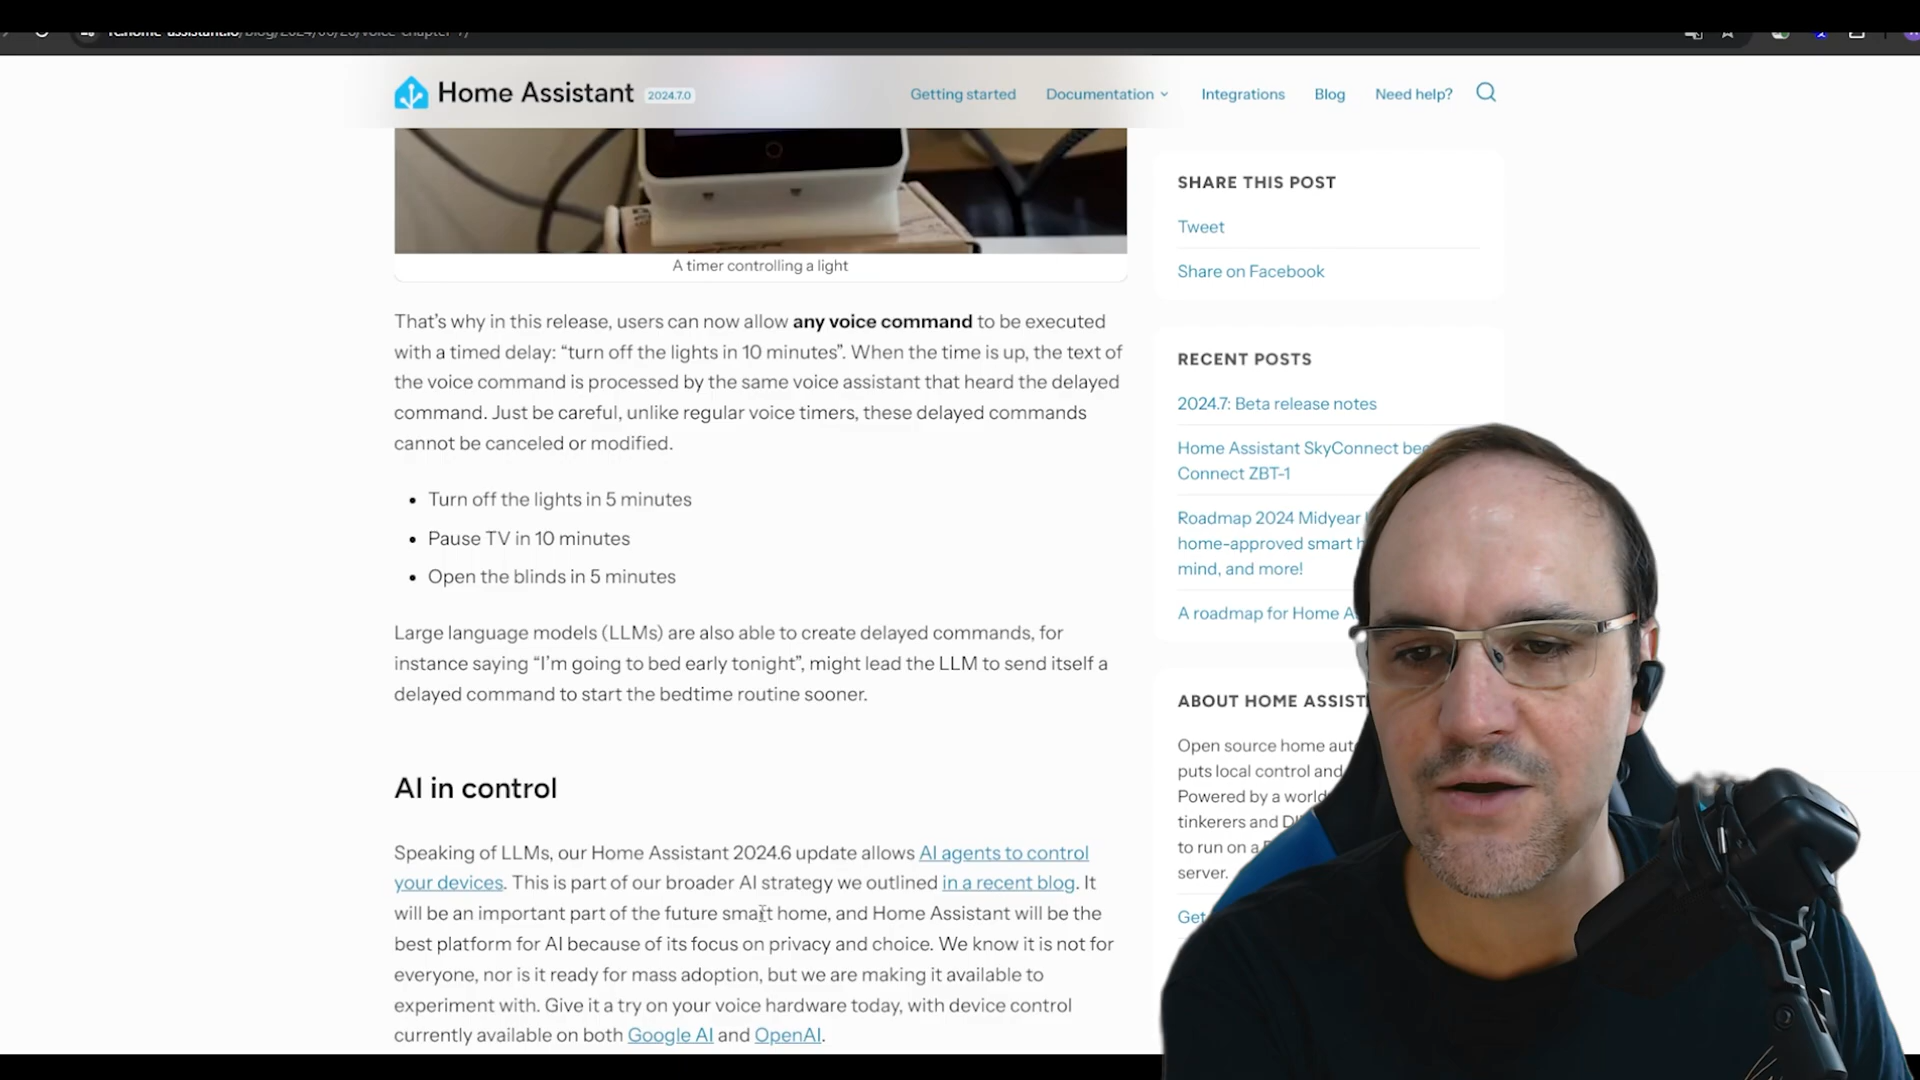 Home Assistant 2024.7.0
Getting started Documentation Integrations Blog Need help?
A timer controlling a light
That's why in this release, users can now allow any voice command to be executed
with a timed delay: “turn off the lights in 10 minutes”. When the time is up, the text of
the voice command is processed by the same voice assistant that heard the delayed
command. Just be careful, unlike regular voice timers, these delayed commands
cannot be canceled or modified.
• Turn off the lights in 5 minutes
• Pause TV in 10 minutes
• Open the blinds in 5 minutes
Large language models (LLMs) are also able to create delayed commands, for
instance saying “I'm going to bed early tonight”, might lead the LLM to send itself a
delayed command to start the bedtime routine sooner.
AI in control
Speaking of LLMs, our Home Assistant 2024.6 update allows AI agents to control
your devices. This is part of our broader AI strategy we outlined in a recent blog. It
will be an important part of the future smart home, and Home Assistant will be the
best platform for AI because of its focus on privacy and choice. We know it is not for
everyone, nor is it ready for mass adoption, but we are making it available to
experiment with. Give it a try on your voice hardware today, with device control
currently available on both Google AI and OpenAI.
SHARE THIS POST
Tweet
Share on Facebook
RECENT POSTS
2024.7: Beta release notes
Home Assistant SkyConnect
Connect ZBT-1
Roadmap 2024 Midyear
home-approved smart
mind, and more!
A roadmap for Home
ABOUT HOME
Open source home
puts local control and
Powered by a
tinkerers and
to run on a
server.